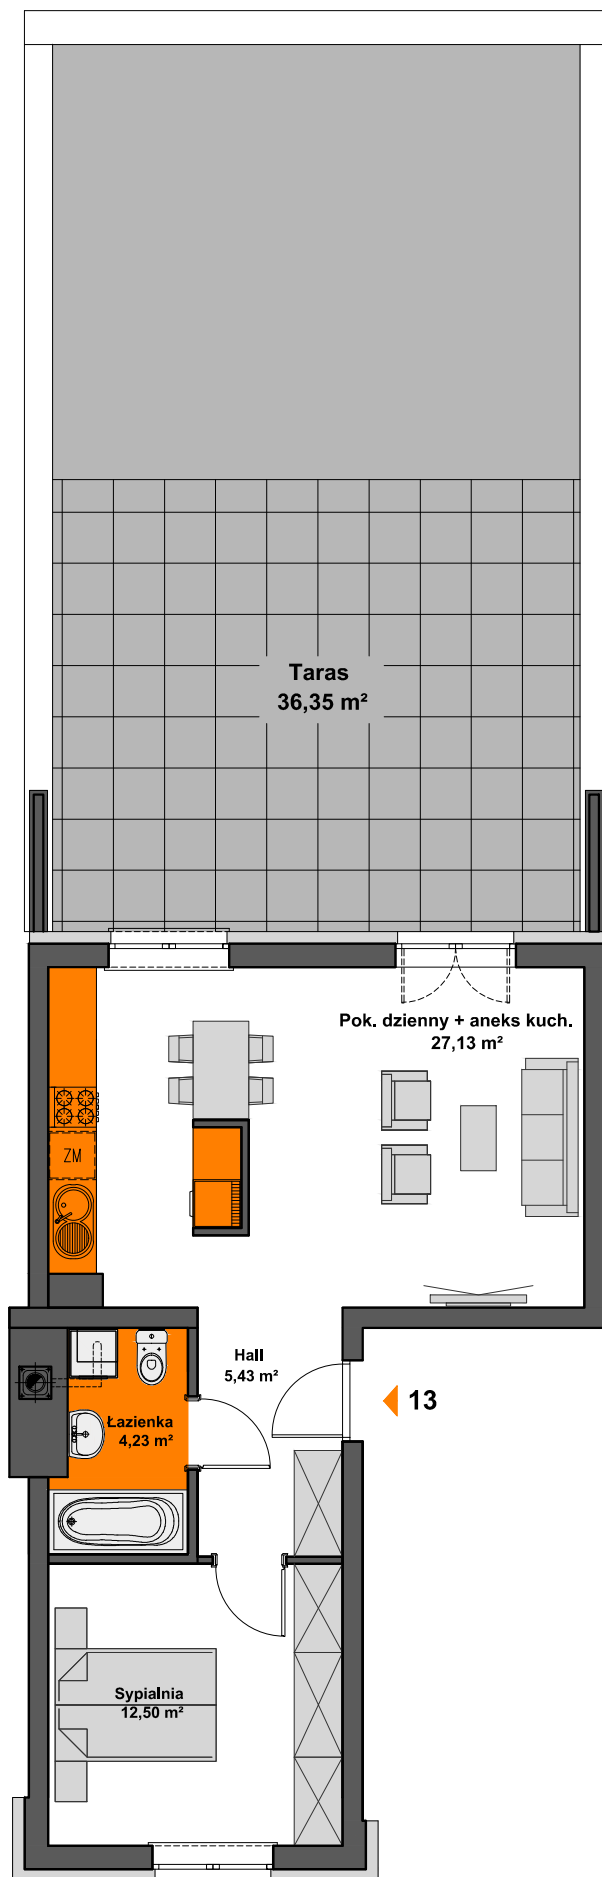 Taras
36,35 m²
Pok. dzienny + aneks kuch.
27,13 m²
ZM
Hall
5,43 m²
13
Łazienka
4,23 m²
Sypialnia
12,50 m²